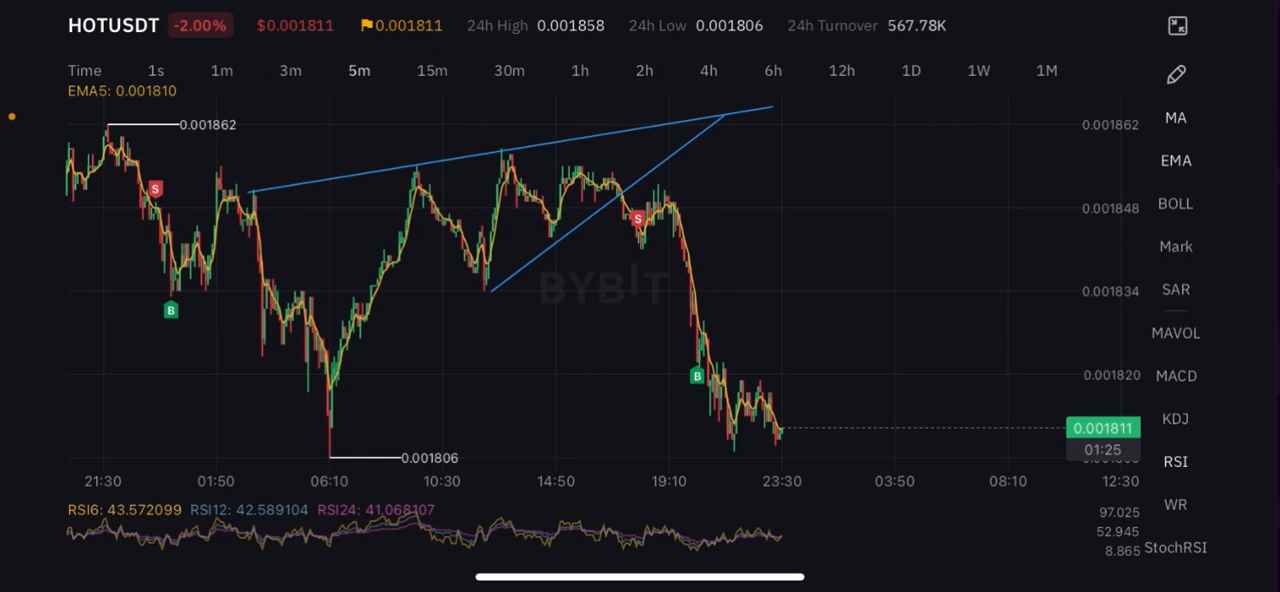 HOTUSDT -2.00% $0.001811 0.001811 24h High 0.001858 24h Low 0.001806 24h Turnover 567.78K
Time 1s 1m 3m 5m 15m 30m 1h 2h 4h 6h 12h 1D 1W 1M
EMA5: 0.001810
0.001862
0.001862
MA
EMA
S
BOLL
0.001848
S
Mark
BYBIT
0.001834
SAR
B
MAVOL
0.001820
B
MACD
KDJ
0.001811
01:25
0.001806
RSI
21:30 01:50 06:10 10:30 14:50 19:10 23:30 03:50 08:10 12:30
RSI6: 43.572099 RSI12: 42.589104 RSI24: 41.068107
97.025
WR
52.945
8.865
StochRSI